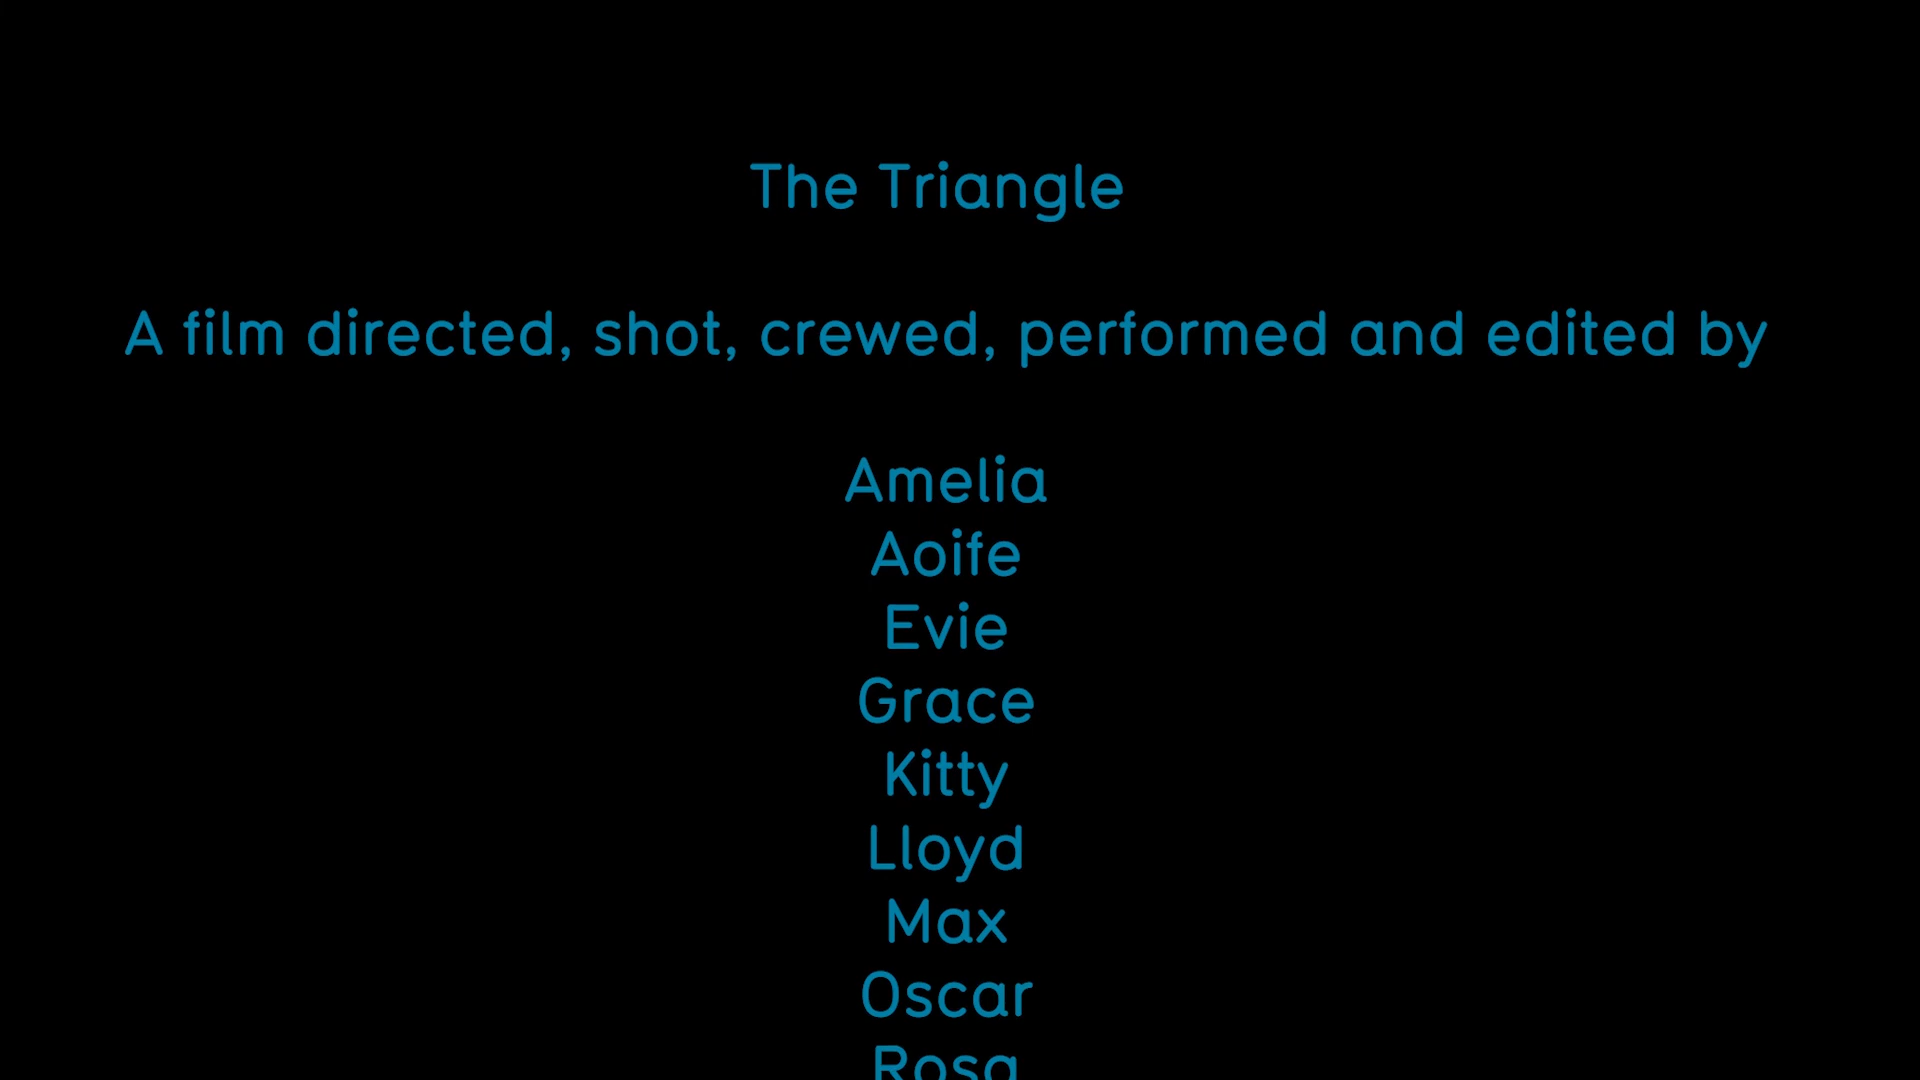 The Triangle
A film directed, shot, crewed, performed and edited by
Amelia
Aoife
Evie
Grace
Kitty
Lloyd
Max
Oscar
Rosa